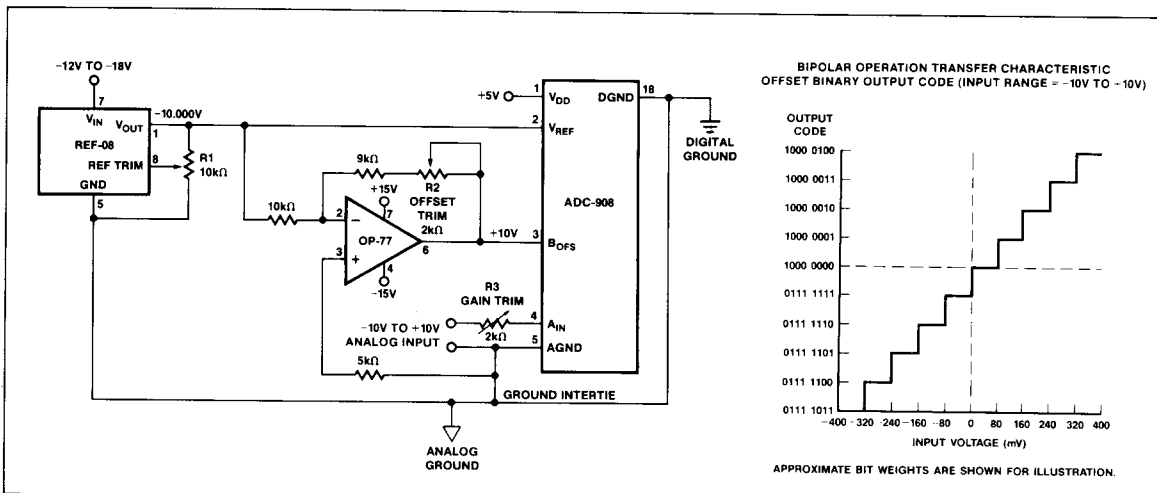 -12V TO -18V
7
VIN
VOUT
-10.000V
1
REF-08
REF TRIM
8
R1
10kΩ
GND
5
10kΩ
9kΩ
R2
OFFSET
TRIM
2kΩ
+15V
7
2
−
OP-77
6
3
+
4
-15V
+10V
5kΩ
-10V TO +10V
ANALOG INPUT
R3
GAIN TRIM
2kΩ
+5V
1
VDD
DGND
18
2
VREF
ADC-908
3
BOFS
4
AIN
5
AGND
DIGITAL
GROUND
GROUND INTERTIE
ANALOG
GROUND
BIPOLAR OPERATION TRANSFER CHARACTERISTIC
OFFSET BINARY OUTPUT CODE (INPUT RANGE = -10V TO -10V)
OUTPUT
CODE
1000 0100
1000 0011
1000 0010
1000 0001
1000 0000
0111 1111
0111 1110
0111 1101
0111 1100
0111 1011
-400 -320 -240 -160 -80 0 80 160 240 320 400
INPUT VOLTAGE (mV)
APPROXIMATE BIT WEIGHTS ARE SHOWN FOR ILLUSTRATION.